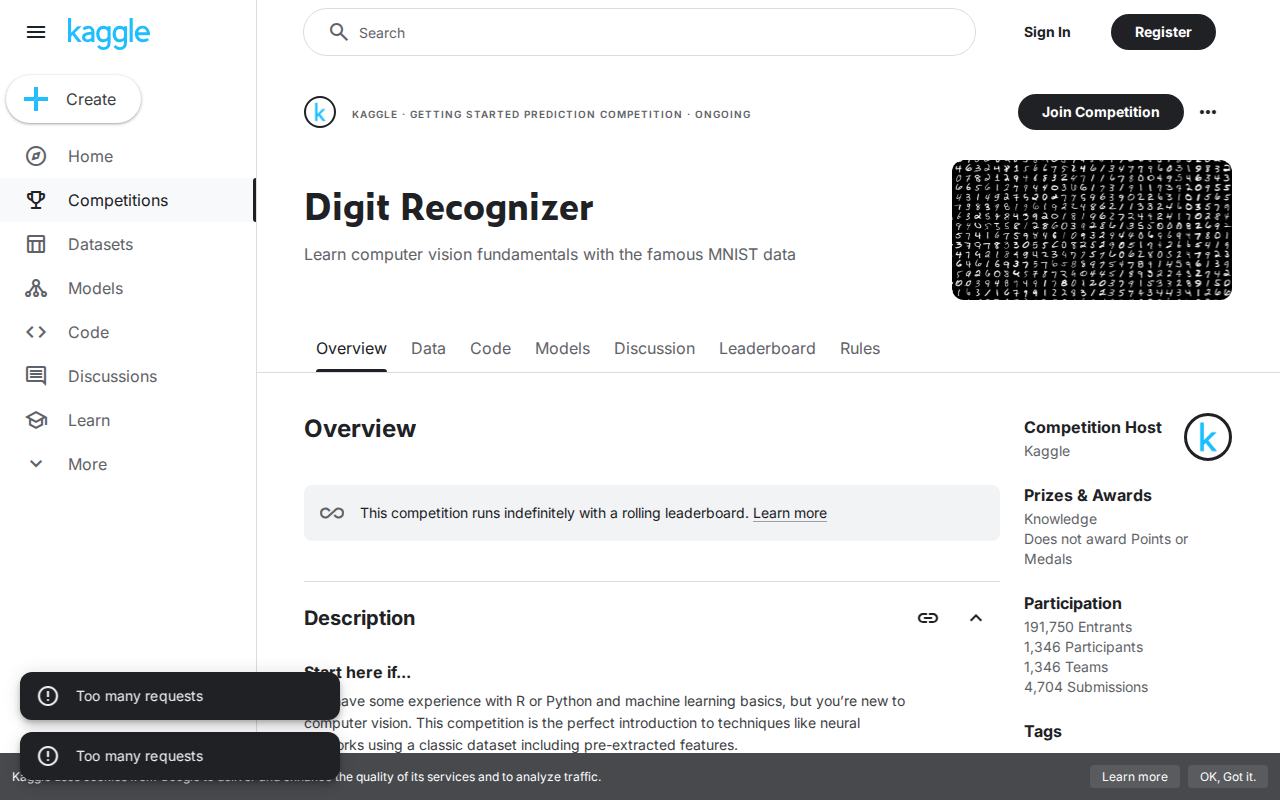 kaggle
Search
Sign In
Register
Create
Home
Competitions
Datasets
Models
Code
Discussions
Learn
More
KAGGLE · GETTING STARTED PREDICTION COMPETITION · ONGOING
Join Competition
Digit Recognizer
Learn computer vision fundamentals with the famous MNIST data
Overview
Data
Code
Models
Discussion
Leaderboard
Rules
Overview
This competition runs indefinitely with a rolling leaderboard. Learn more
Description
Start here if...
have some experience with R or Python and machine learning basics, but you’re new to
computer vision. This competition is the perfect introduction to techniques like neural
using a classic dataset including pre-extracted features.
Competition Host
Kaggle
Prizes & Awards
Knowledge
Does not award Points or
Medals
Participation
191,750 Entrants
1,346 Participants
1,346 Teams
4,704 Submissions
Tags
Too many requests
Too many requests
the quality of its services and to analyze traffic.
Learn more
OK, Got it.